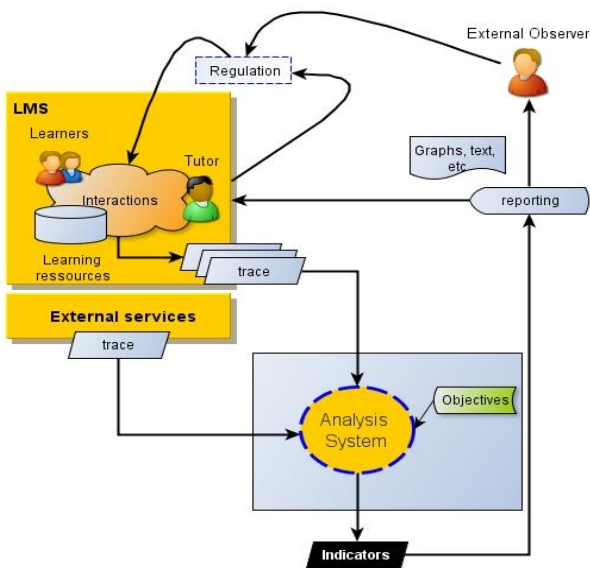 External Observer
Regulation
LMS
Learners
Graphs, text,
etc
Tutor
Interactions
reporting
Learning
ressources
trace
External services
trace
Objectives
Analysis
System
Indicators